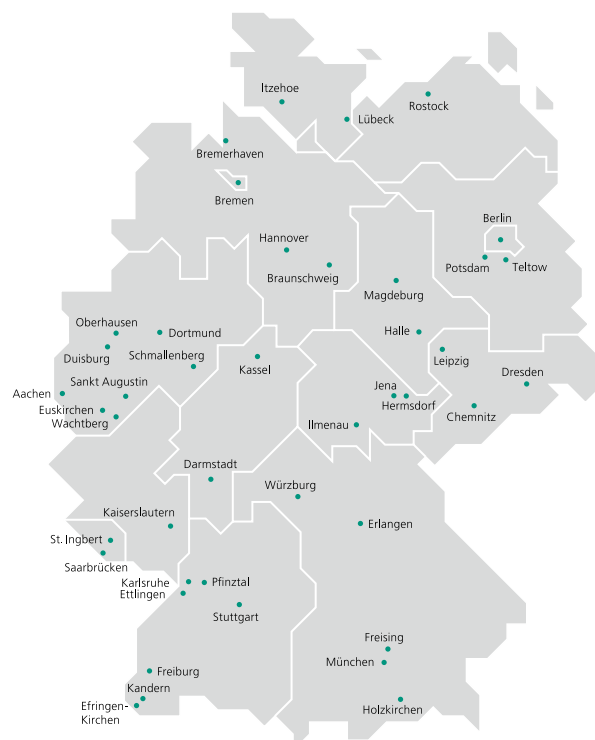 Itzehoe
Rostock
Lübeck
Bremerhaven
Bremen
Berlin
Hannover
Braunschweig
Potsdam
Teltow
Magdeburg
Oberhausen
Dortmund
Halle
Duisburg
Schmallenberg
Kassel
Leipzig
Dresden
Sankt Augustin
Jena
Aachen
Hermsdorf
Euskirchen
Chemnitz
Wachtberg
Ilmenau
Darmstadt
Würzburg
Kaiserslautern
Erlangen
St. Ingbert
Saarbrücken
Karlsruhe
Pfinztal
Ettlingen
Stuttgart
Freising
München
Freiburg
Kandern
Efringen-
Kirchen
Holzkirchen